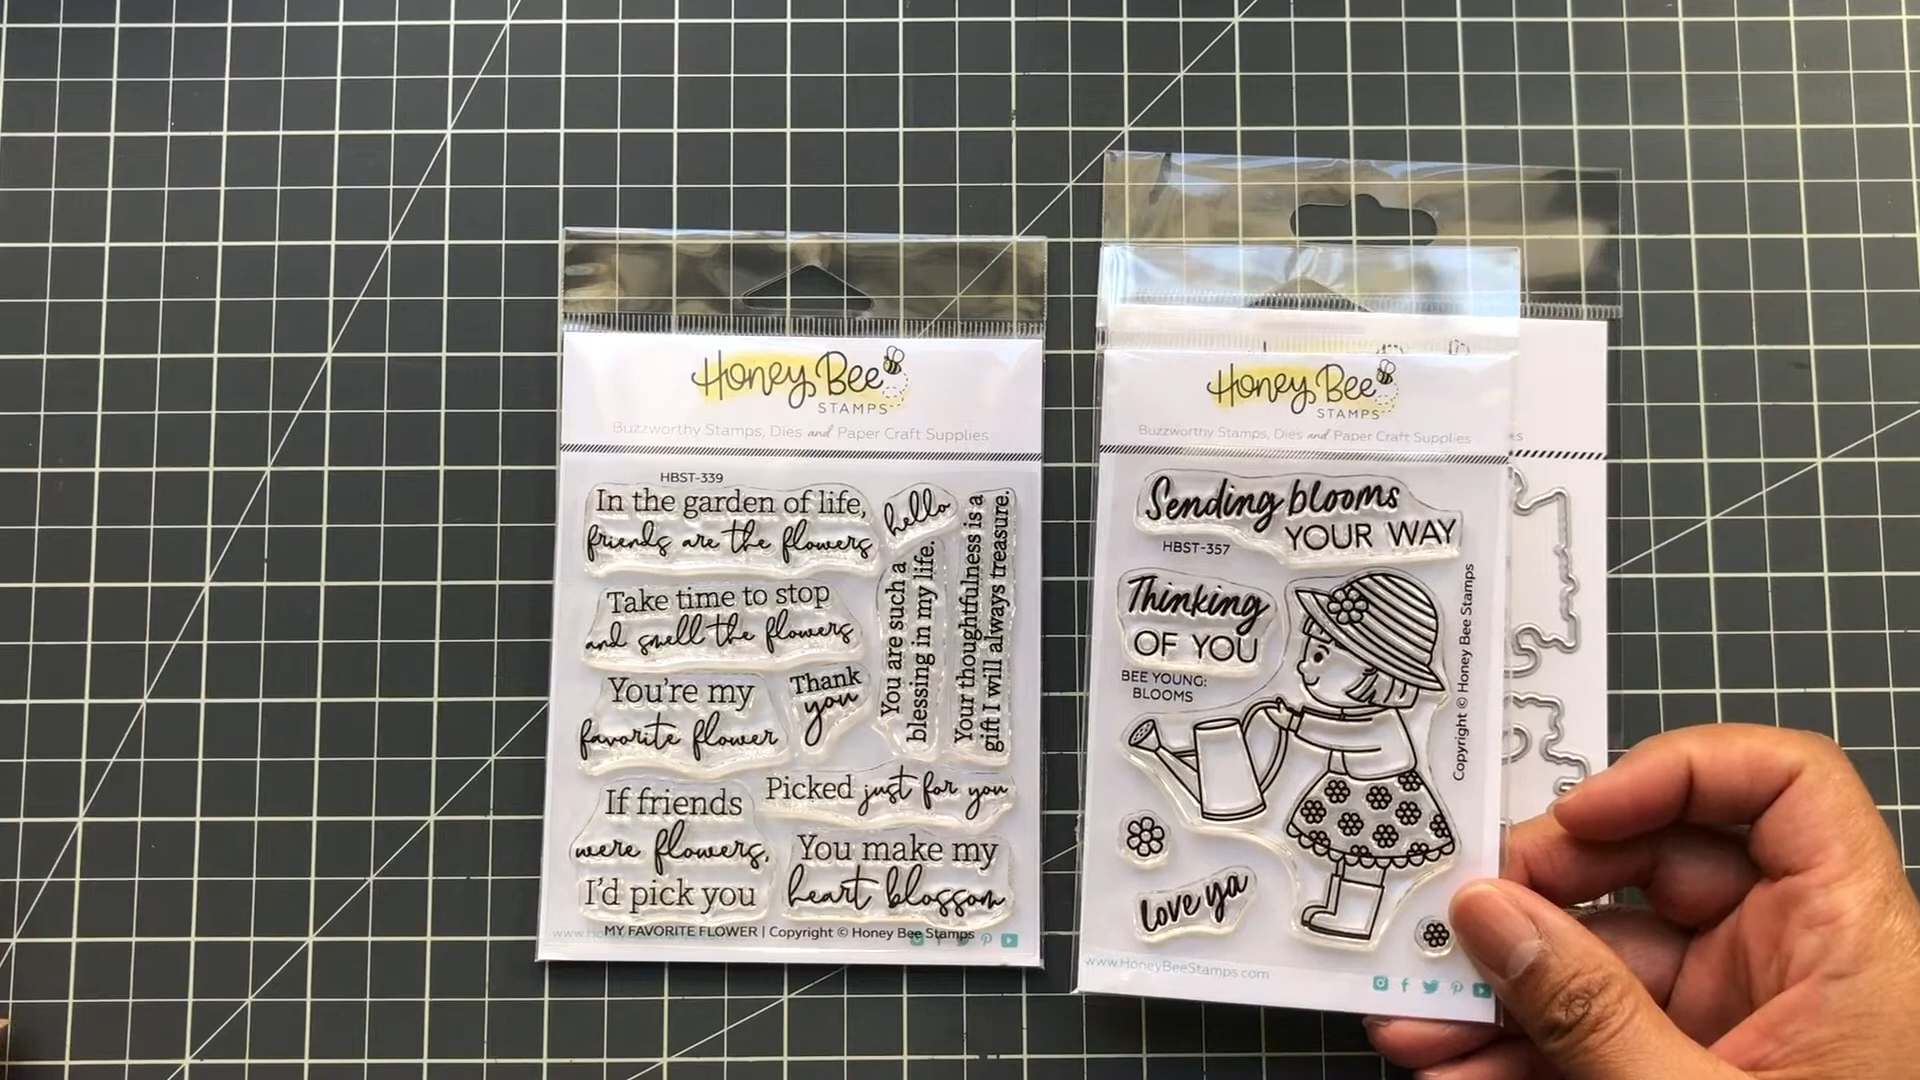 Honey Bee
STAMPS
Buzzworthy Stamps, Dies and Paper Craft Supplies
HBST-339
In the garden of life,
friends are the flowers
hello
Take time to stop
and smell the flowers
You are such a
blessing in my life.
Your thoughtfulness is a
gift I will always treasure.
You're my
favorite flower
Thank
you
Picked just for you
If friends
were flowers,
I'd pick you
You make my
heart blossom
MY FAVORITE FLOWER | Copyright © Honey Bee Stamps
Honey Bee
STAMPS
Buzzworthy Stamps, Dies and Paper Craft Supplies
Sending blooms
YOUR WAY
HBST-357
Thinking
OF YOU
BEE YOUNG:
BLOOMS
Copyright © Honey Bee Stamps
love ya
www.HoneyBeeStamps.com